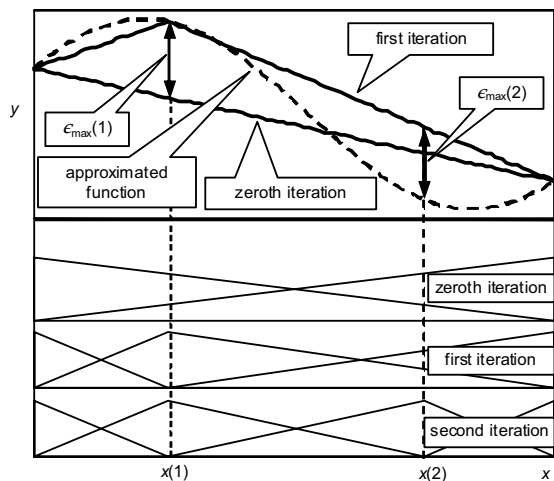 first iteration
y
ϵmax(1)
ϵmax(2)
approximated
function
zeroth iteration
zeroth iteration
first iteration
second iteration
x(1)
x(2)
x